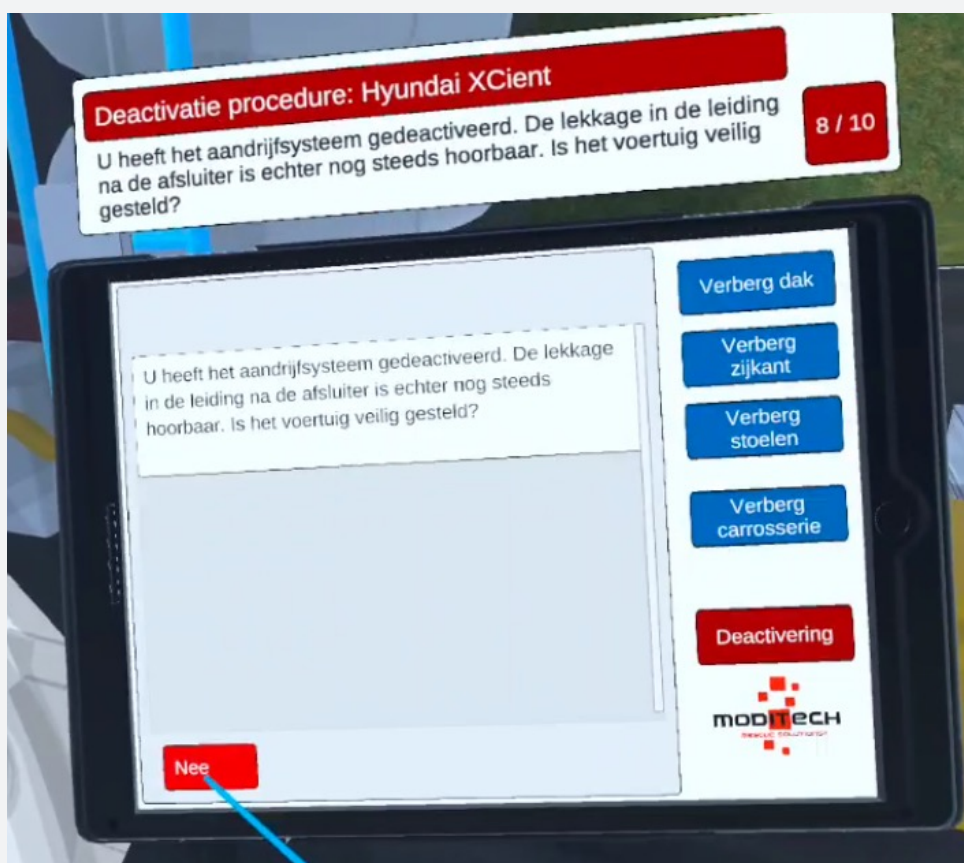 Deactivatie procedure: Hyundai XCient
U heeft het aandrijfsysteem gedeactiveerd. De lekkage in de leiding
na de afsluiter is echter nog steeds hoorbaar. Is het voertuig veilig
gesteld?
8 / 10
U heeft het aandrijfsysteem gedeactiveerd. De lekkage
in de leiding na de afsluiter is echter nog steeds
hoorbaar. Is het voertuig veilig gesteld?
Verberg dak
Verberg
zijkant
Verberg
stoelen
Verberg
carrosserie
Deactivering
MODITECH
RESCUE SOLUTIONS
Nee